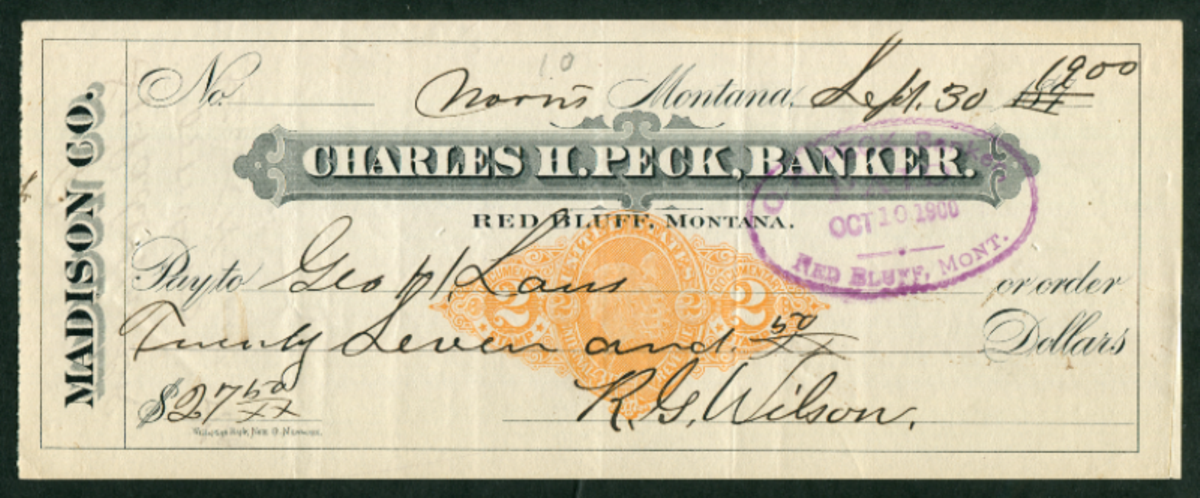 10
No. Norris Montana, Sept. 30 1900
CHARLES H. PECK, BANKER.
RED BLUFF, MONTANA.
MADISON CO.
OCT 10 1900
RED BLUFF, MONT.
Pay to Geo or order
Twenty Seven and 50/xx Dollars
$27 50/xx
R. G. Wilson.